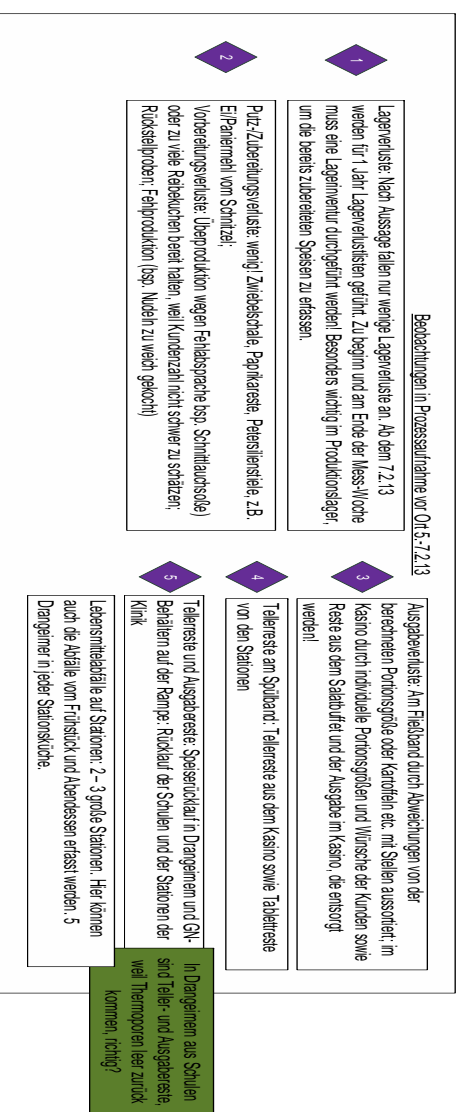 Beobachtungen in Prozessaufnahme vor Ort 5.-7.2.13
1
Lagerverluste: Nach Aussage fallen nur wenige Lagerverluste an. Ab dem 7.2.13
werden für 1 Jahr Lagerverlustlisten geführt. Zu beginn und am Ende der Mess-Woche
muss eine Lagerinventur durchgeführt werden! Besonders wichtig im Produktionslager,
um die bereits zubereiteten Speisen zu erfassen.
2
Putz-/Zubereitungsverluste: wenig! Zwiebelschale, Paprikareste, Petersilienstiele, z.B.
Ei/Paniermehl vom Schnitzel;
Vorbereitungsverluste: Überproduktion wegen Fehlabsprache bsp. Schnittlauchsoße)
oder zu viele Reibekuchen bereit halten, weil Kundenzahl nicht schwer zu schätzen;
Rückstellproben; Fehlproduktion (bsp. Nudeln zu weich gekocht)
3
Ausgabeverluste: Am Fließband durch Abweichungen von der
berechneten Portionsgröße oder Kartoffeln etc. mit Stellen aussortiert; im
Kasino durch individuelle Portionsgrößen und Wünsche der Kunden sowie
Reste aus dem Salatbuffet und der Ausgabe im Kasino, die entsorgt
werden!
4
Tellerreste am Spülband: Tellerreste aus dem Kasino sowie Tablettreste
von den Stationen
5
Tellerreste und Ausgabereste: Speiserücklauf in Drangeimern und GN-
Behältern auf der Rampe: Rücklauf der Schulen und der Stationen der
Klinik
Lebensmittelabfälle auf Stationen: 2 – 3 große Stationen. Hier können
auch die Abfälle vom Frühstück und Abendessen erfasst werden. 5
Drangeimer in jeder Stationsküche.
In Drangeimern aus Schulen
sind Teller- und Ausgabereste,
weil Thermoporen leer zurück
kommen, richtig?